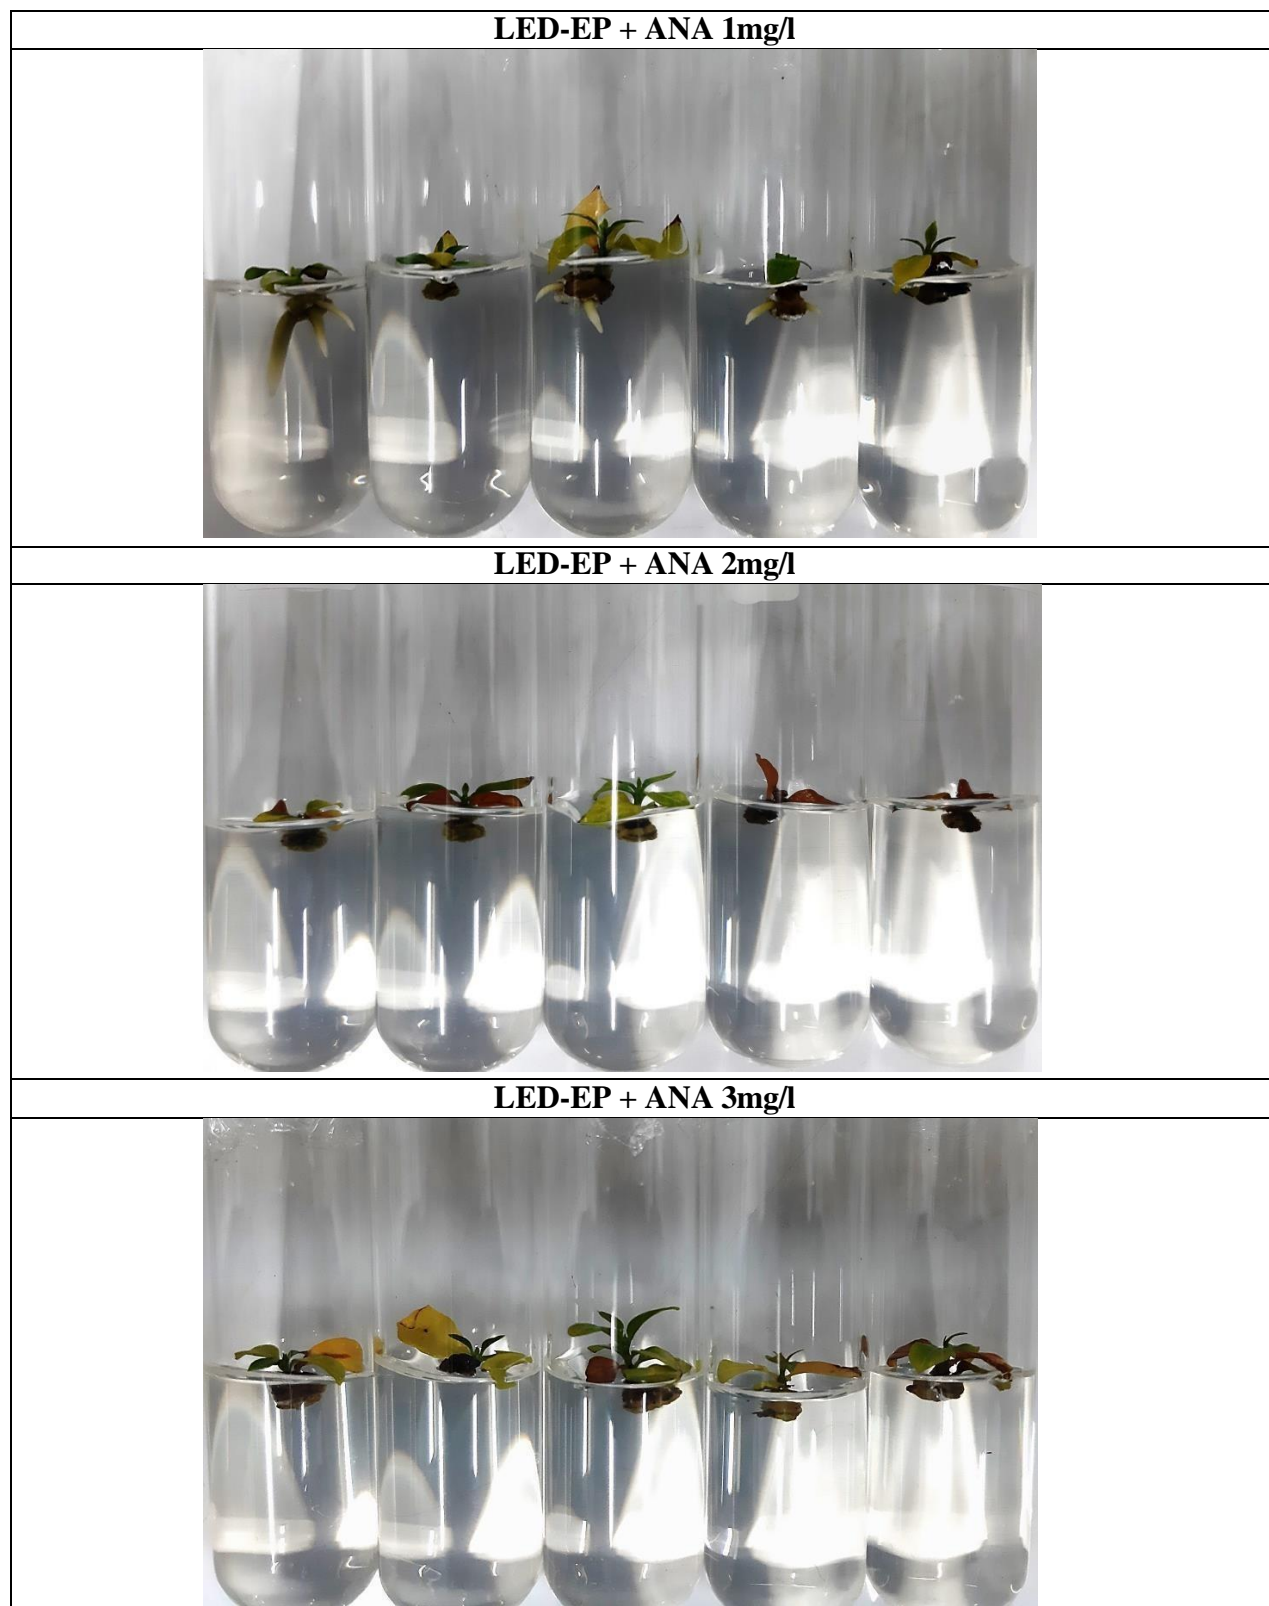 LED-EP + ANA 1mg/l
LED-EP + ANA 2mg/l
LED-EP + ANA 3mg/l